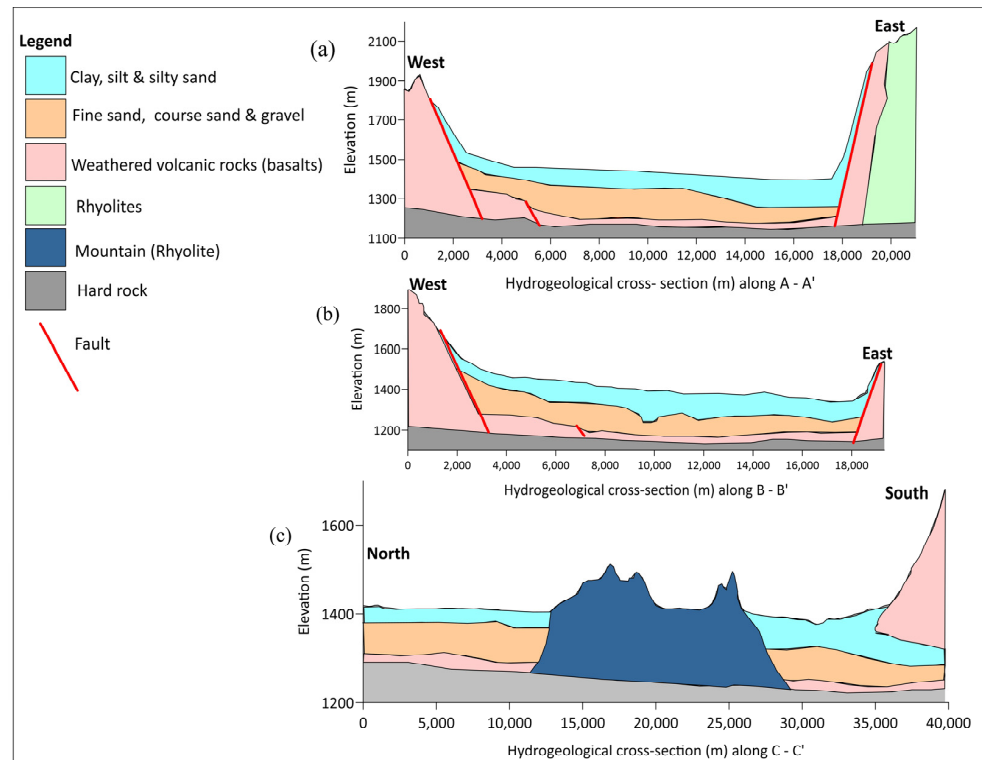 Legend
Clay, silt & silty sand
Fine sand, course sand & gravel
Weathered volcanic rocks (basalts)
Rhyolites
Mountain (Rhyolite)
Hard rock
Fault
(a)
West
East
Elevation (m)
2100
1900
1700
1500
1300
1100
0 2,000 4,000 6,000 8,000 10,000 12,000 14,000 16,000 18,000 20,000
Hydrogeological cross- section (m) along A - A'
(b)
West
East
Elevation (m)
1800
1600
1400
1200
0 2,000 4,000 6,000 8,000 10,000 12,000 14,000 16,000 18,000
Hydrogeological cross-section (m) along B - B'
(c)
North
South
Elevation (m)
1600
1400
1200
0 5,000 10,000 15,000 20,000 25,000 30,000 35,000 40,000
Hydrogeological cross-section (m) along C - C'